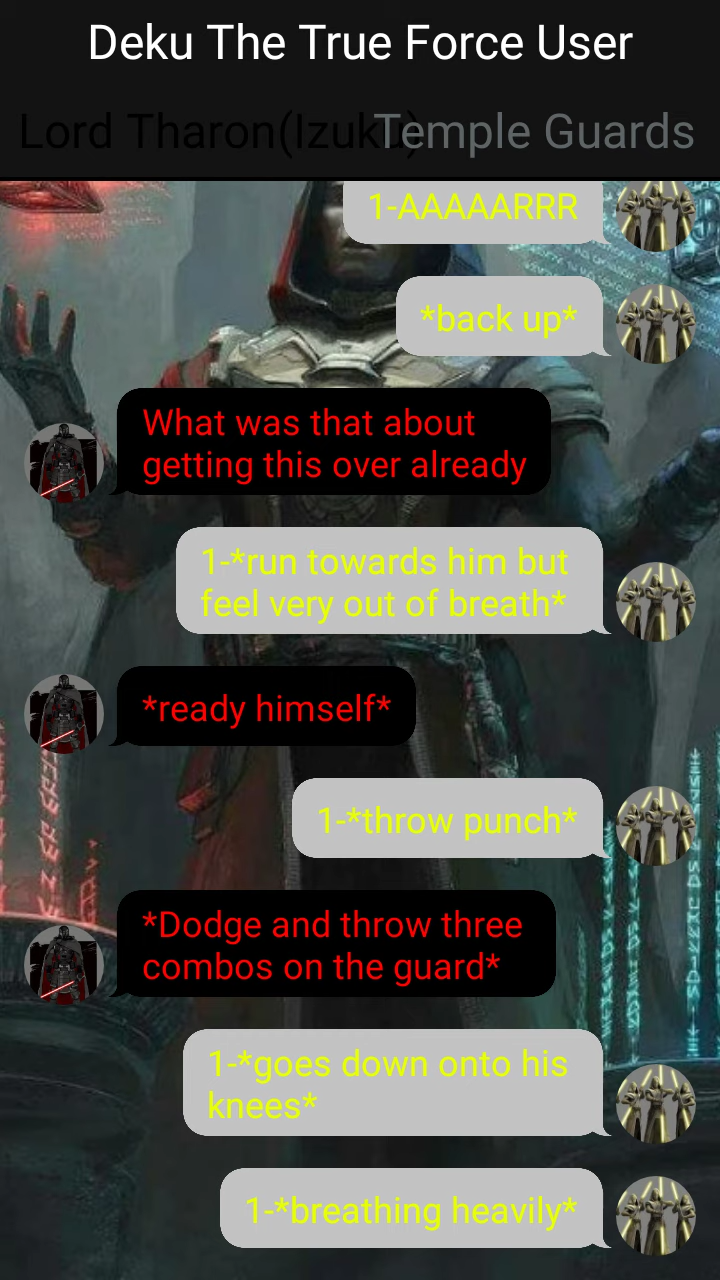 Deku The True Force User
Lord Tharon(Izuku)
Temple Guards
1-AAAAARRR
*back up*
What was that about
getting this over already
1-*run towards him but
feel very out of breath*
*ready himself*
1-*throw punch*
*Dodge and throw three
combos on the guard*
1-*goes down onto his
knees*
1-*breathing heavily*